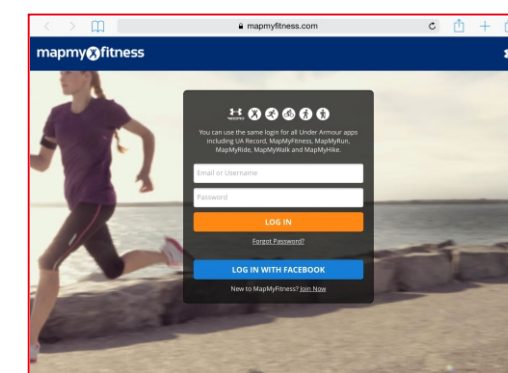 mapmyfitness.com
mapmyfitness
You can use the same login for all Under Armour apps
including UA Record, MapMyFitness, MapMyRun,
MapMyRide, MapMyWalk and MapMyHike.
Email or Username
Password
LOG IN
Forgot Password?
LOG IN WITH FACEBOOK
New to MapMyFitness? Join Now